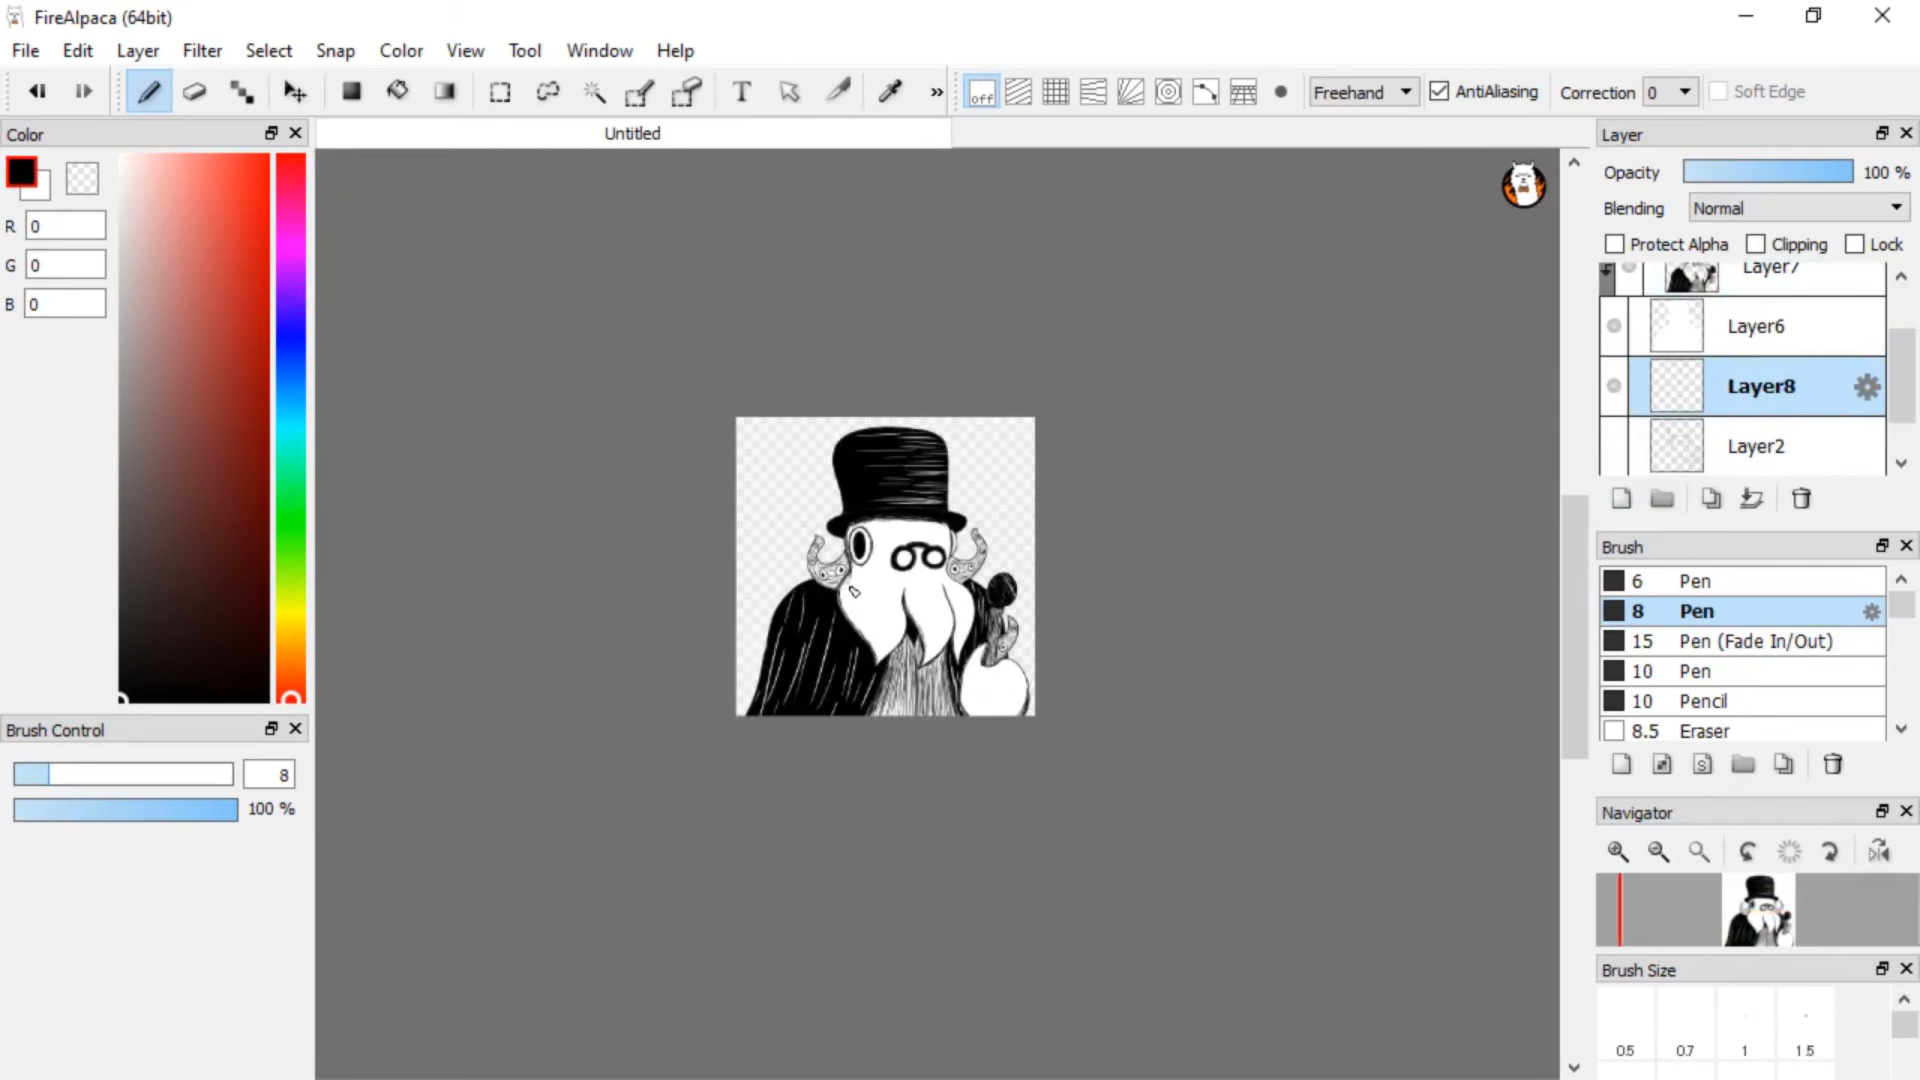 FireAlpaca (64bit)
File Edit Layer Filter Select Snap Color View Tool Window Help
T off Freehand AntiAliasing Correction 0 Soft Edge
Color
Untitled
Layer
R 0
G 0
B 0
Opacity 100 %
Blending Normal
Protect Alpha Clipping Lock
Layer7
Layer6
Layer8
Layer2
Brush
6 Pen
8 Pen
15 Pen (Fade In/Out)
10 Pen
10 Pencil
8.5 Eraser
S
Brush Control
8
100 %
Navigator
Brush Size
0.5 0.7 1 1.5